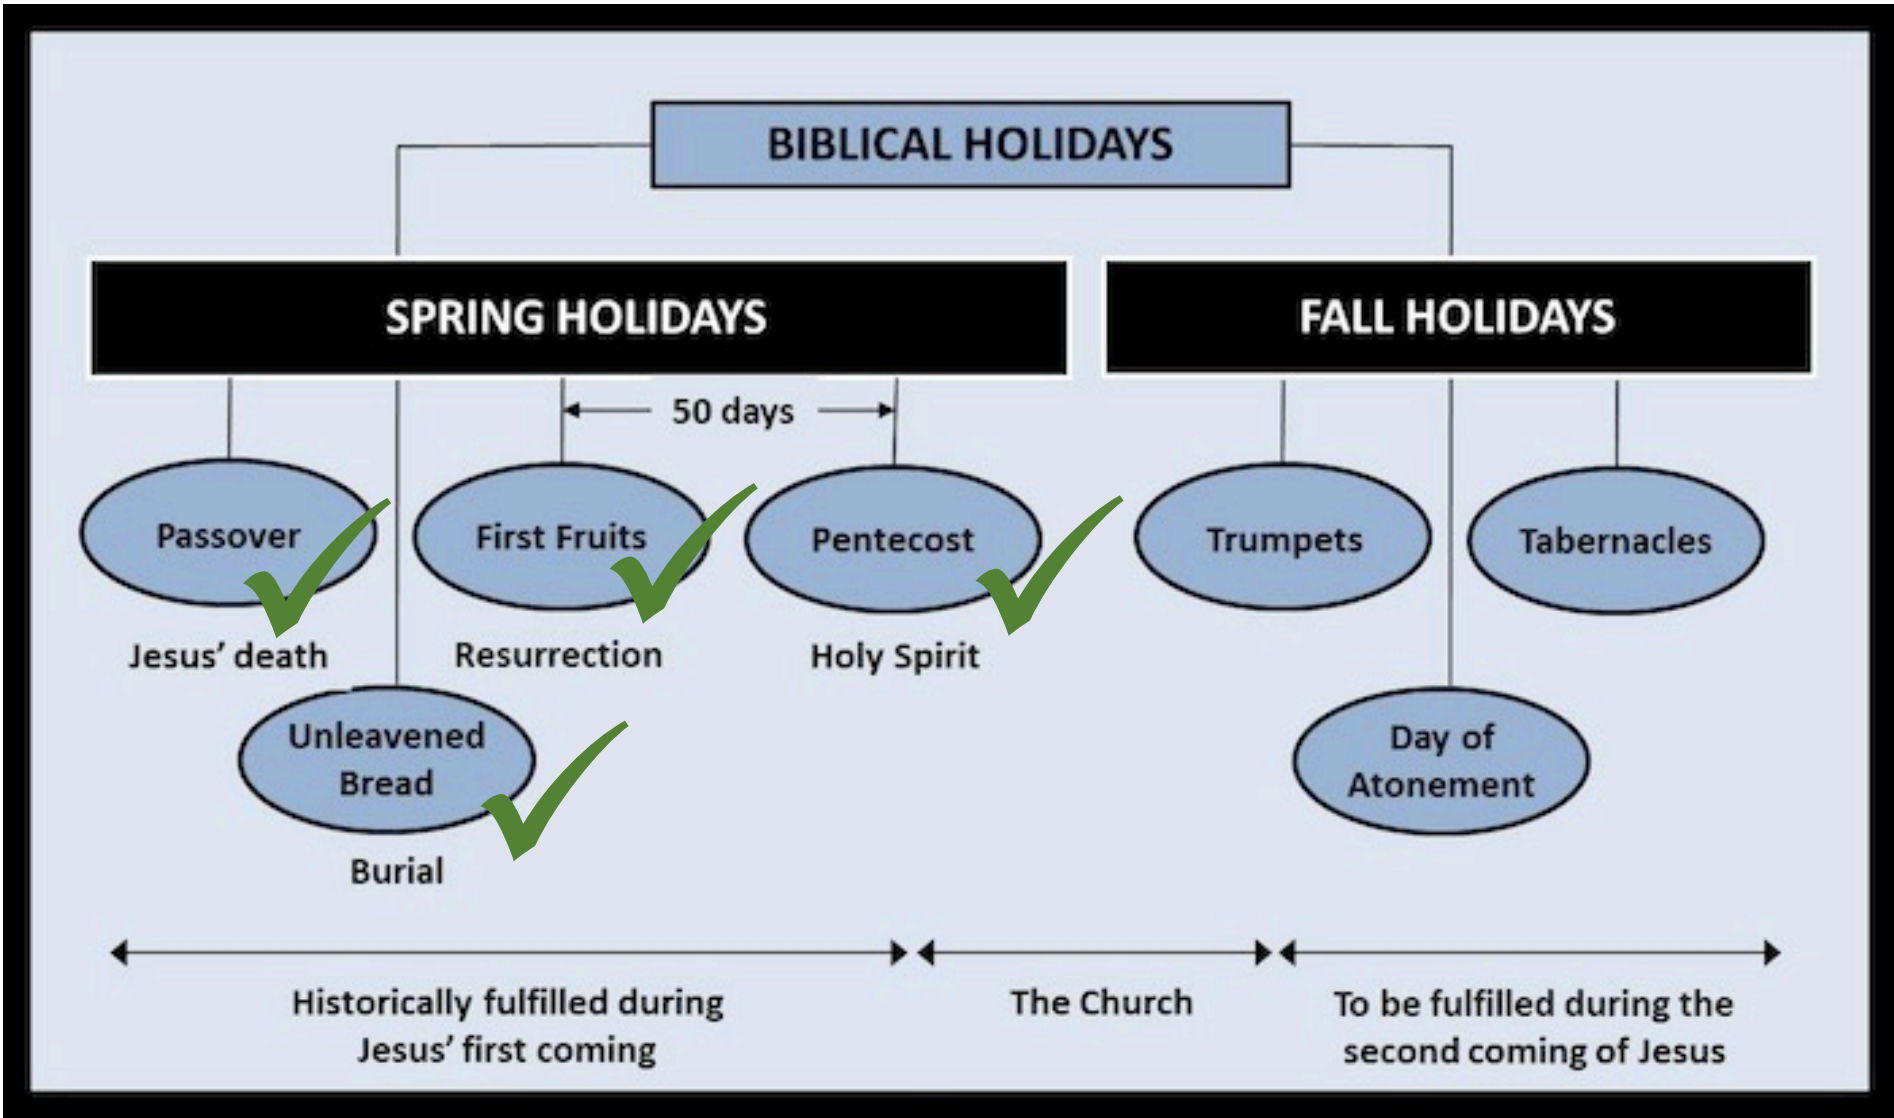 BIBLICAL HOLIDAYS
SPRING HOLIDAYS
FALL HOLIDAYS
50 days
Passover
First Fruits
Pentecost
Trumpets
Tabernacles
Jesus’ death
Resurrection
Holy Spirit
Unleavened
Bread
Day of
Atonement
Burial
Historically fulfilled during
Jesus’ first coming
The Church
To be fulfilled during the
second coming of Jesus